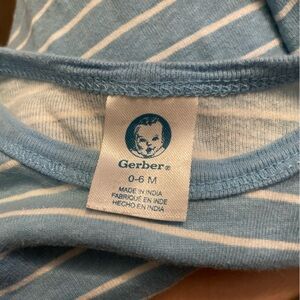 Gerber®
0-6 M
MADE IN INDIA
FABRIQUÉ EN INDE
HECHO EN INDIA